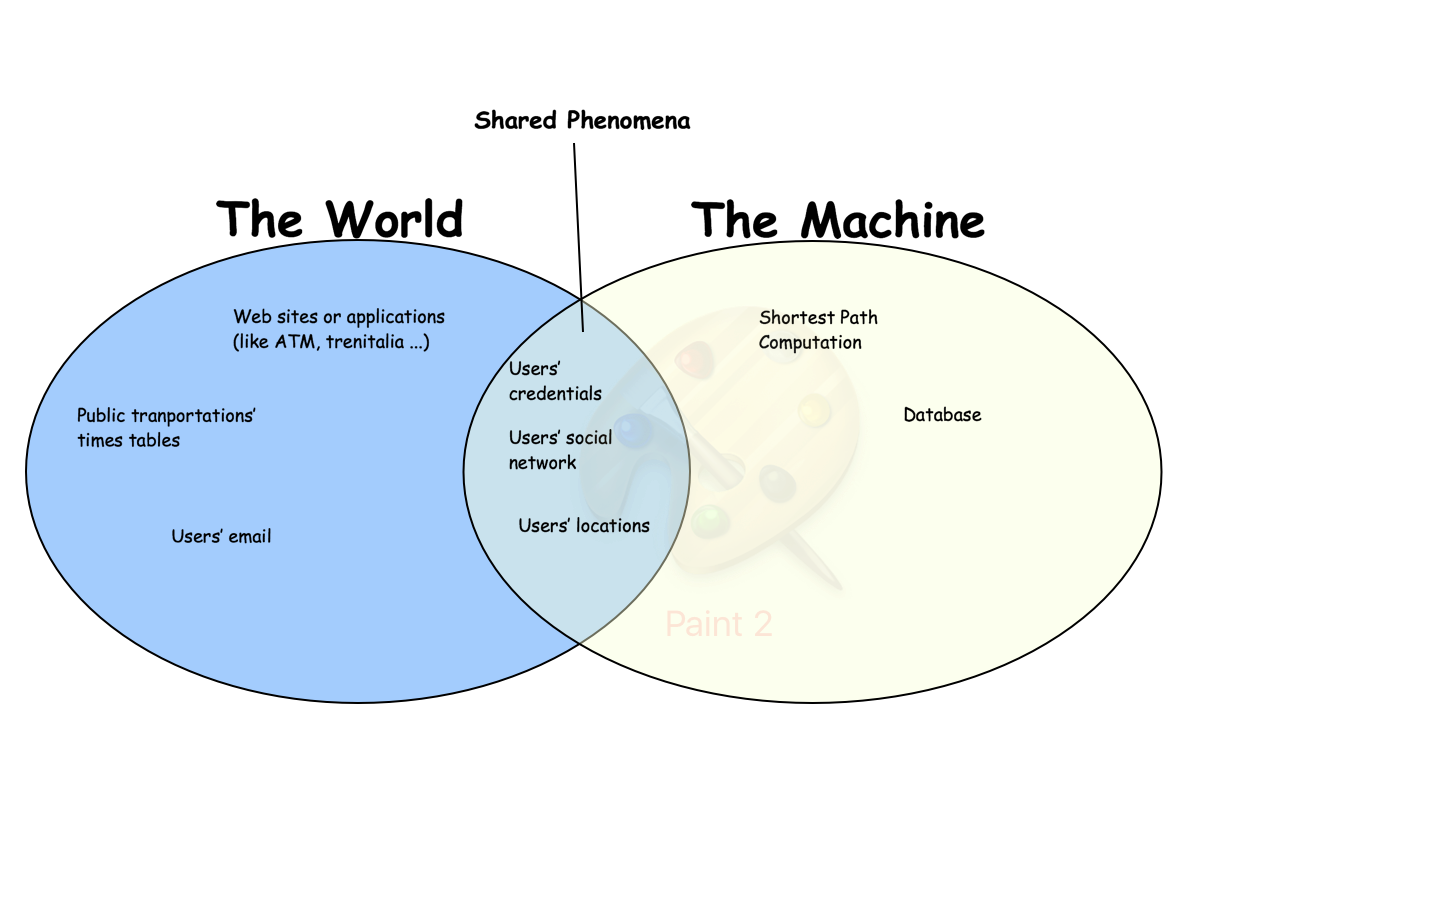 Shared Phenomena
The World
The Machine
Web sites or applications
(like ATM, trenitalia ...)
Public tranportations'
times tables
Users' email
Users'
credentials
Users' social
network
Users' locations
Shortest Path
Computation
Database
Paint 2